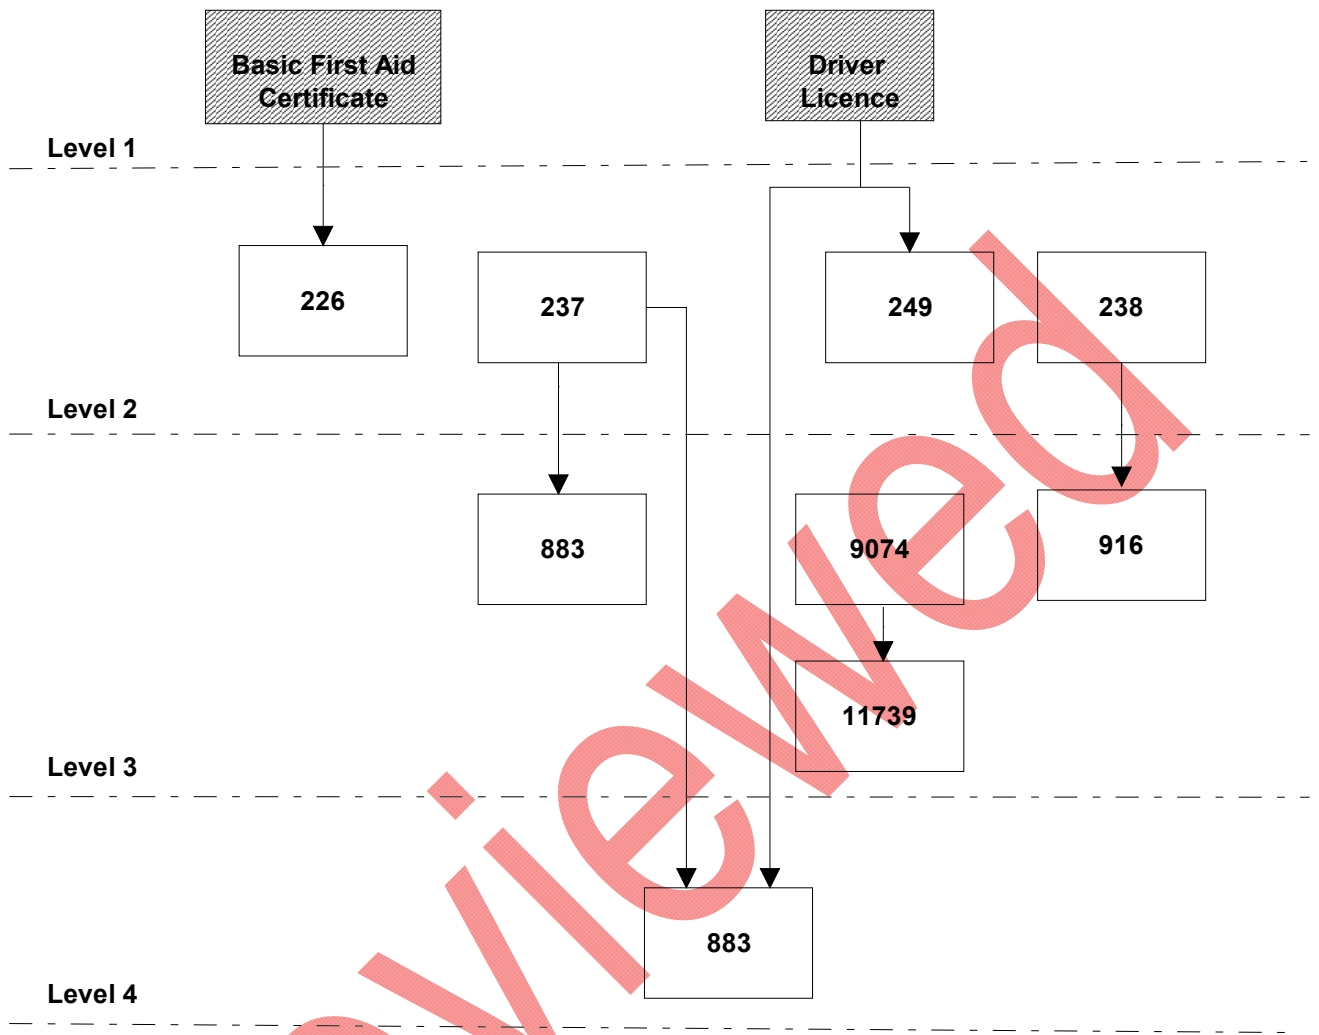 Basic First Aid
Certificate
Driver
Licence
Level 1
226
237
249
238
Level 2
883
9074
916
11739
Level 3
883
Level 4
viewed